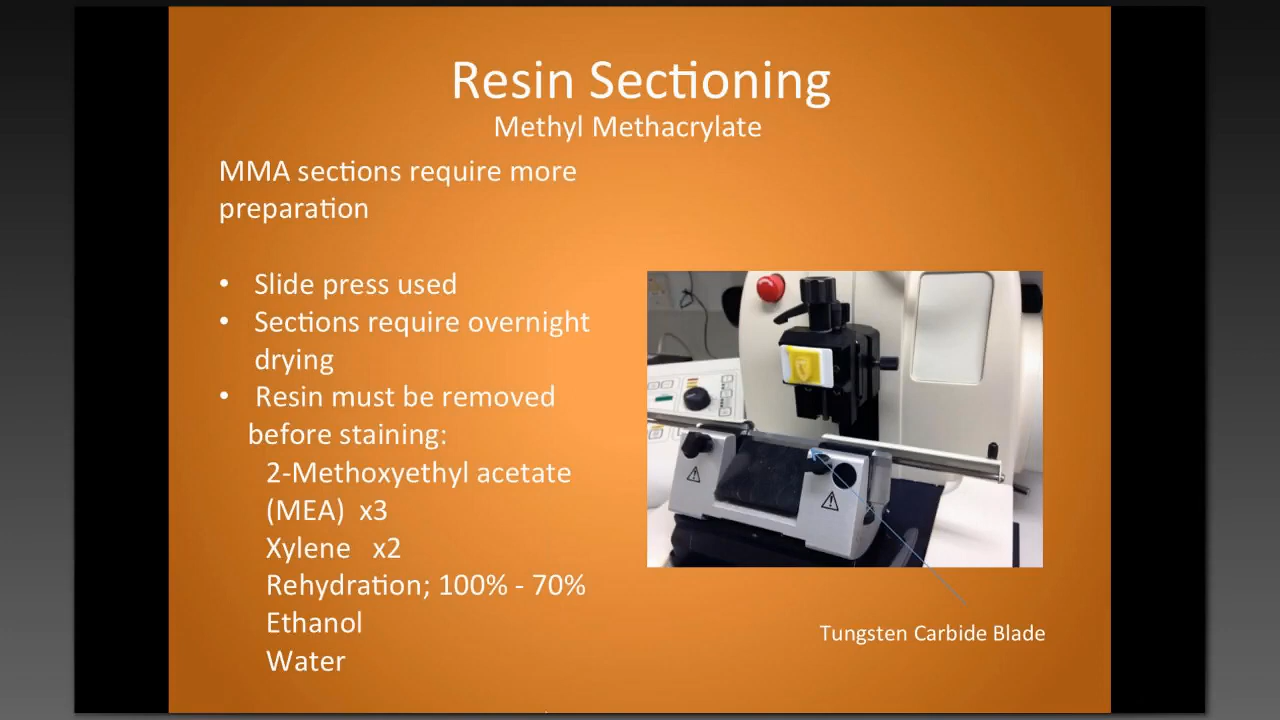 Resin Sectioning
Methyl Methacrylate
MMA sections require more
preparation
• Slide press used
• Sections require overnight
drying
• Resin must be removed
before staining:
2-Methoxyethyl acetate
(MEA) x3
Xylene x2
Rehydration; 100% - 70%
Ethanol
Water
Tungsten Carbide Blade